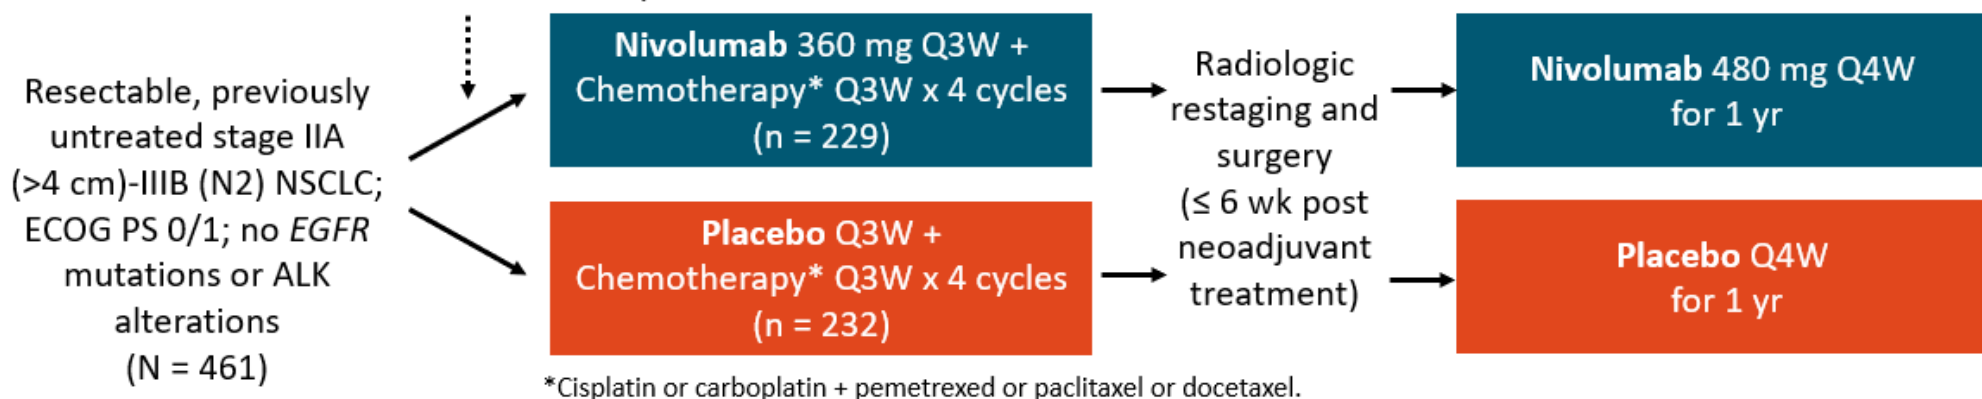 Resectable, previously
untreated stage IIA
(>4 cm)-IIIB (N2) NSCLC;
ECOG PS 0/1; no EGFR
mutations or ALK
alterations
(N = 461)
Nivolumab 360 mg Q3W +
Chemotherapy* Q3W x 4 cycles
(n = 229)
Placebo Q3W +
Chemotherapy* Q3W x 4 cycles
(n = 232)
Radiologic
restaging and
surgery
(≤ 6 wk post
neoadjuvant
treatment)
Nivolumab 480 mg Q4W
for 1 yr
Placebo Q4W
for 1 yr
*Cisplatin or carboplatin + pemetrexed or paclitaxel or docetaxel.